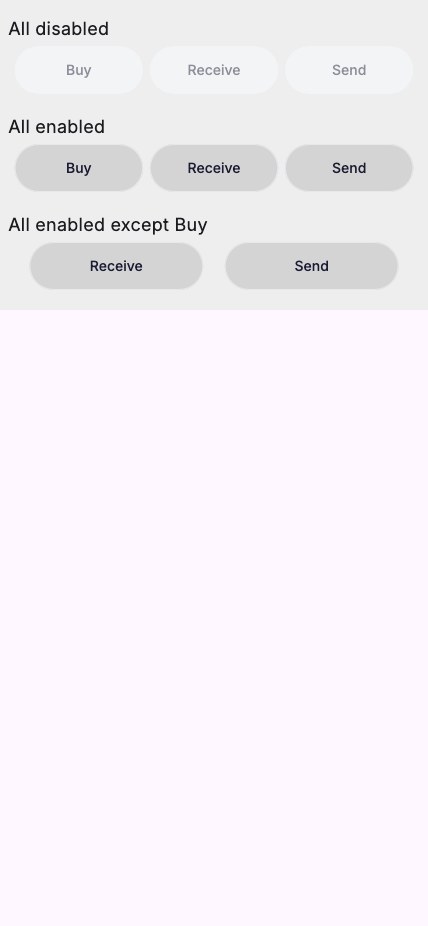 All disabled
Buy Receive Send
All enabled
Buy Receive Send
All enabled except Buy
Receive Send